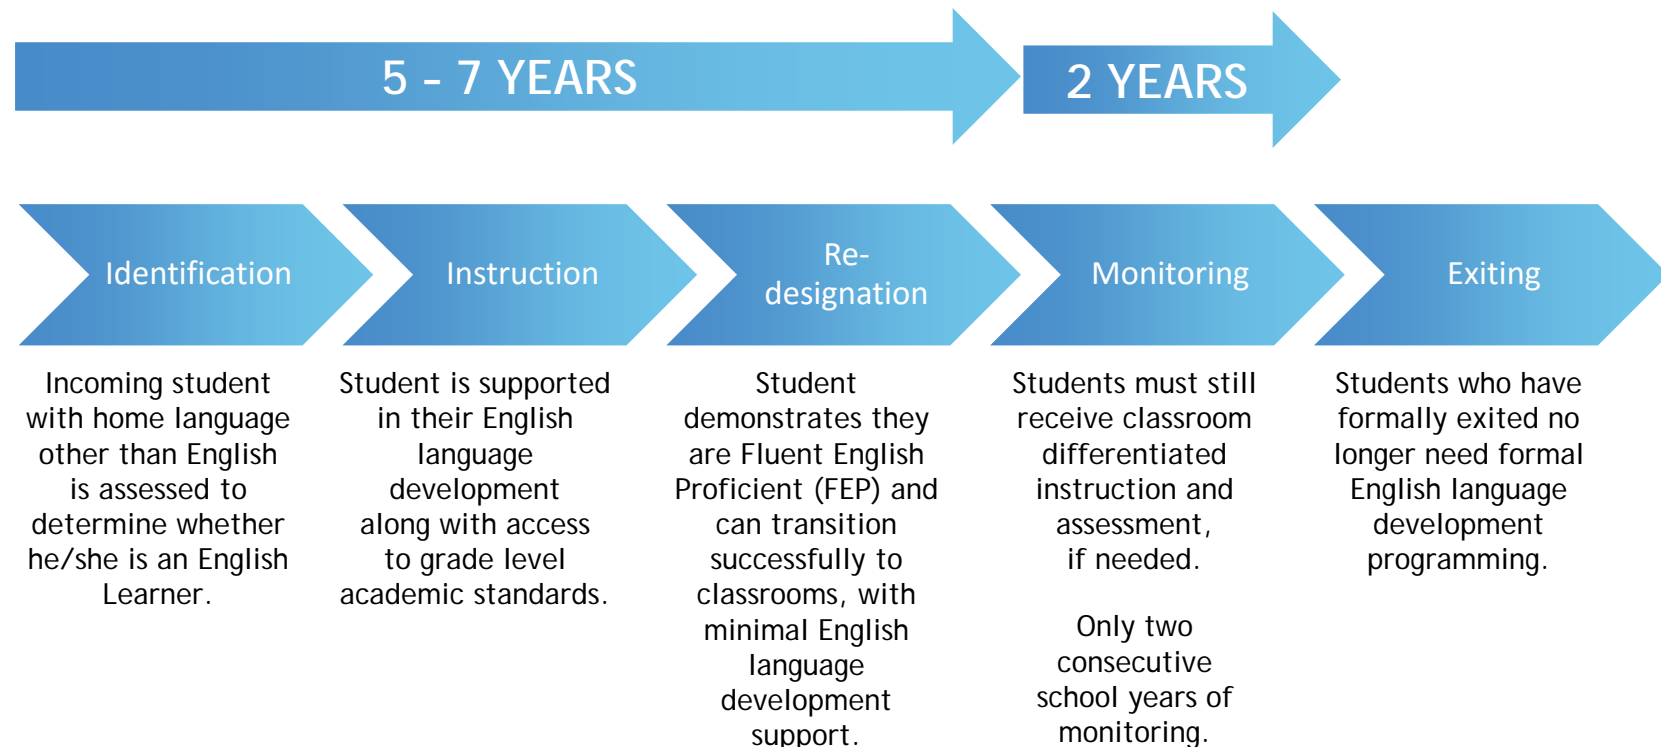 5 - 7 YEARS
2 YEARS
Identification
Instruction
Re-
designation
Monitoring
Exiting
Incoming student
with home language
other than English
is assessed to
determine whether
he/she is an English
Learner.
Student is supported
in their English
language
development
along with access
to grade level
academic standards.
Student
demonstrates they
are Fluent English
Proficient (FEP) and
can transition
successfully to
classrooms, with
minimal English
language
development
support.
Students must still
receive classroom
differentiated
instruction and
assessment,
if needed.
Only two
consecutive
school years of
monitoring.
Students who have
formally exited no
longer need formal
English language
development
programming.